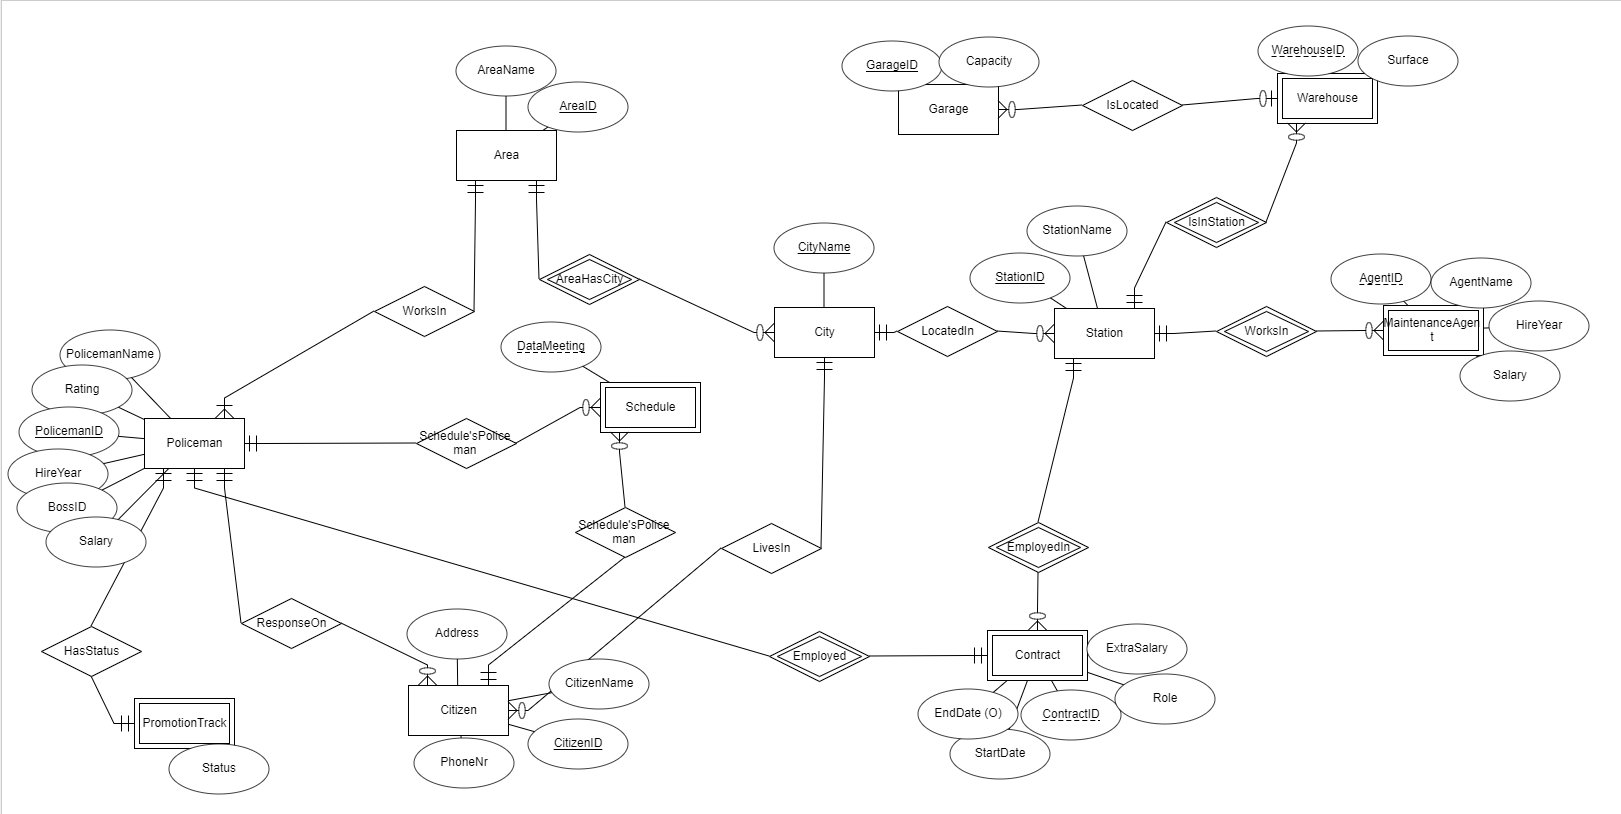 WarehouseID
Surface
GarageID
Capacity
AreaName
AreaID
Garage
IsLocated
Warehouse
Area
StationName
IsInStation
CityName
StationID
AreaHasCity
AgentID
AgentName
WorksIn
City
LocatedIn
Station
WorksIn
MaintenanceAgen
t
HireYear
DataMeeting
PolicemanName
Rating
Salary
Schedule
PolicemanID
Policeman
Schedule'sPolice
man
HireYear
BossID
Salary
Schedule'sPolice
man
LivesIn
EmployedIn
ResponseOn
Address
HasStatus
Employed
Contract
ExtraSalary
CitizenName
Role
Citizen
EndDate (O)
ContractID
PromotionTrack
CitizenID
StartDate
PhoneNr
Status